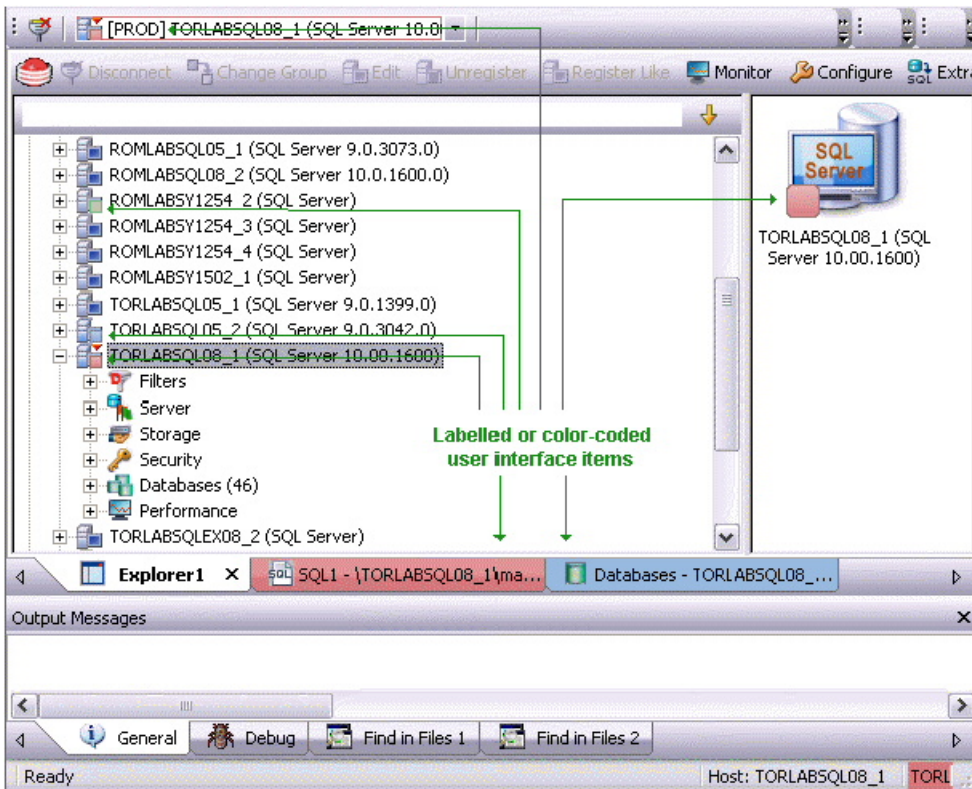 [PROD] TORLABSQL08_1 (SQL Server 10.0
Disconnect Change Group Edit Unregister Register Like Monitor Configure Extra
ROMLABSQL05_1 (SQL Server 9.0.3073.0)
ROMLABSQL08_2 (SQL Server 10.0.1600.0)
ROMLABSY1254_2 (SQL Server)
ROMLABSY1254_3 (SQL Server)
ROMLABSY1254_4 (SQL Server)
ROMLABSY1502_1 (SQL Server)
TORLABSQL05_1 (SQL Server 9.0.1399.0)
TORLABSQL05_2 (SQL Server 9.0.3042.0)
TORLABSQL08_1 (SQL Server 10.00.1600)
Filters
Server
Storage
Security
Databases (46)
Performance
TORLABSQLEX08_2 (SQL Server)
Labelled or color-coded
user interface items
SQL
Server
TORLABSQL08_1 (SQL
Server 10.00.1600)
Explorer1 SQL1 - \TORLABSQL08_1\ma... Databases - TORLABSQL08_...
Output Messages
General Debug Find in Files 1 Find in Files 2
Ready Host: TORLABSQL08_1 TORL